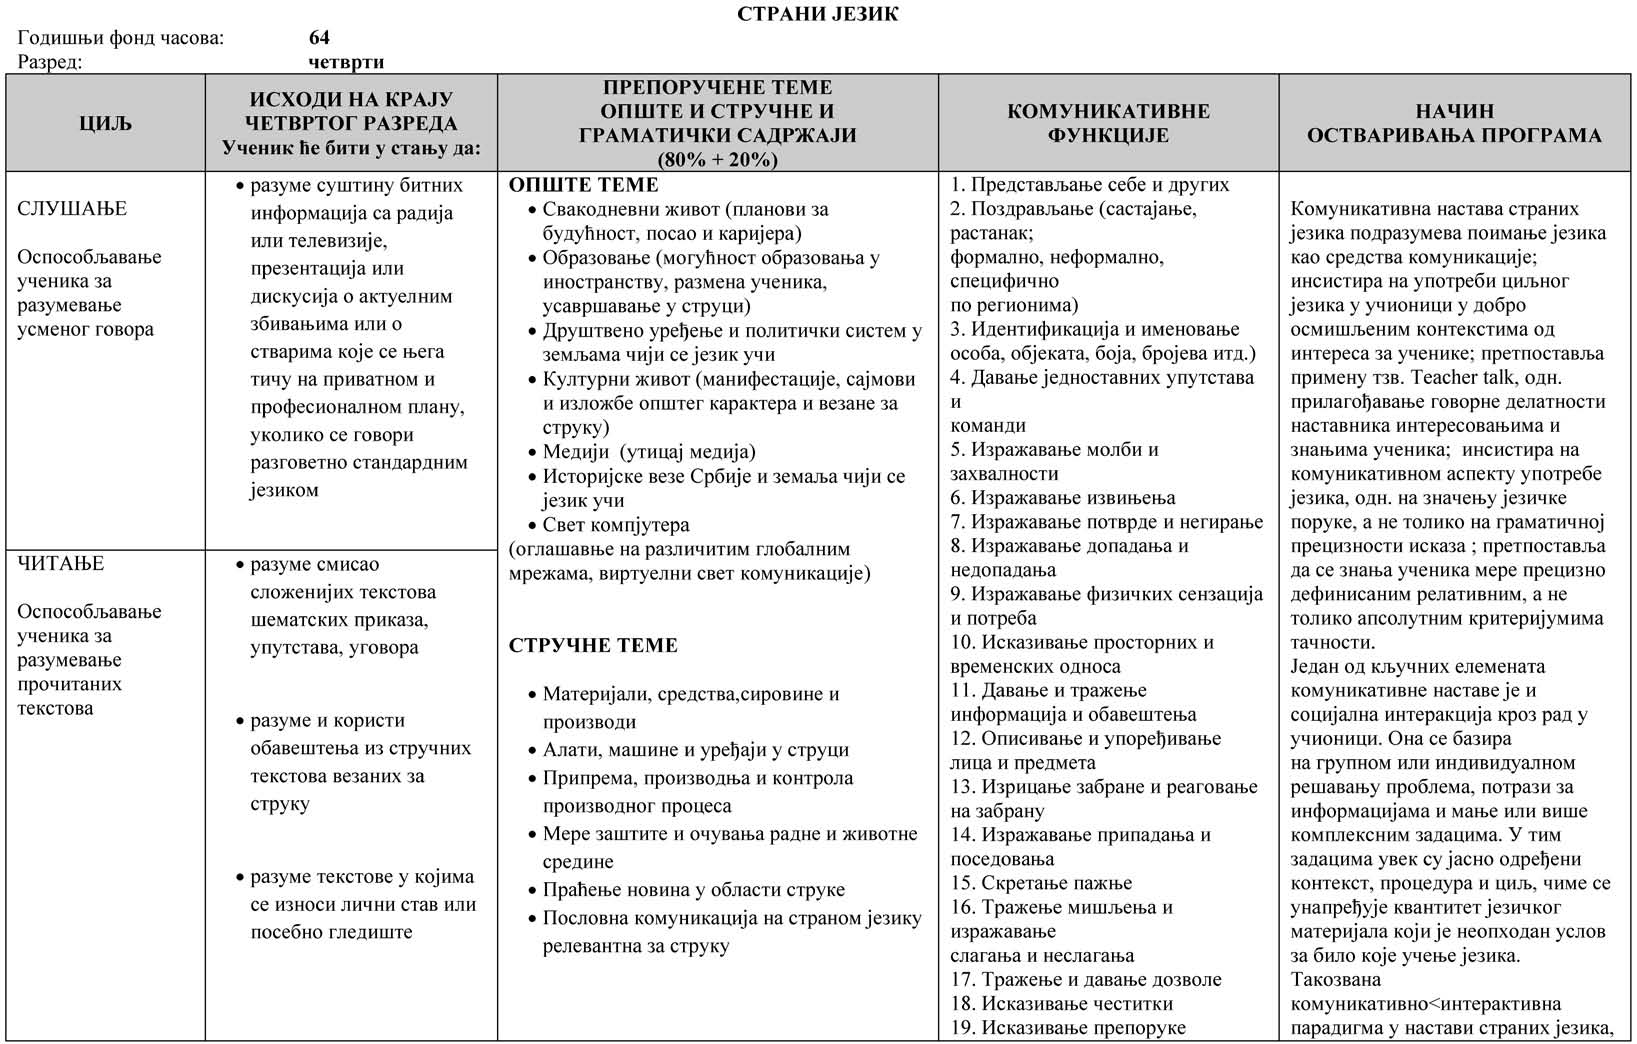 СТРАНИ ЈЕЗИК
Годишњи фонд часова: 64
Разред: четврти
ЦИЉ
ИСХОДИ НА КРАЈУ
ЧЕТВРТОГ РАЗРЕДА
Ученик ће бити у стању да:
ПРЕПОРУЧЕНЕ ТЕМЕ
ОПШТЕ И СТРУЧНЕ И
ГРАМАТИЧКИ САДРЖАЈИ
(80% + 20%)
КОМУНИКАТИВНЕ
ФУНКЦИЈЕ
НАЧИН
ОСТВАРИВАЊА ПРОГРАМА
СЛУШАЊЕ
Оспособљавање
ученика за
разумевање
усменог говора
• разуме суштину битних
информација са радија
или телевизије,
презентација или
дискусија о актуелним
збивањима или о
стварима које се њега
тичу на приватном и
професионалном плану,
уколико се говори
разговетно стандардним
језиком
ЧИТАЊЕ
Оспособљавање
ученика за
разумевање
прочитаних
текстова
• разуме смисао
сложенијих текстова
шематских приказа,
упутстава, уговора
• разуме и користи
обавештења из стручних
текстова везаних за
струку
• разуме текстове у којима
се износи лични став или
посебно гледиште
ОПШТЕ ТЕМЕ
• Свакодневни живот (планови за
будућност, посао и каријера)
• Образовање (могућност образовања у
иностранству, размена ученика,
усавршавање у струци)
• Друштвено уређење и политички систем у
земљама чији се језик учи
• Културни живот (манифестације, сајмови
и изложбе општег карактера и везане за
струку)
• Медији (утицај медија)
• Историјске везе Србије и земаља чији се
језик учи
• Свет компјутера
(оглашавње на различитим глобалним
мрежама, виртуелни свет комуникације)
СТРУЧНЕ ТЕМЕ
• Материјали, средства,сировине и
производи
• Алати, машине и уређаји у струци
• Припрема, производња и контрола
производног процеса
• Мере заштите и очувања радне и животне
средине
• Праћење новина у области струке
• Пословна комуникација на страном језику
релевантна за струку
1. Представљање себе и других
2. Поздрављање (састајање,
растанак;
формално, неформално,
специфично
по регионима)
3. Идентификација и именовање
особа, објеката, боја, бројева итд.)
4. Давање једноставних упутстава
и
команди
5. Изражавање молби и
захвалности
6. Изражавање извињења
7. Изражавање потврде и негирање
8. Изражавање допадања и
недопадања
9. Изражавање физичких сензација
и потреба
10. Исказивање просторних и
временских односа
11. Давање и тражење
информација и обавештења
12. Описивање и упоређивање
лица и предмета
13. Изрицање забране и реаговање
на забрану
14. Изражавање припадања и
поседовања
15. Скретање пажње
16. Тражење мишљења и
изражавање
слагања и неслагања
17. Тражење и давање дозволе
18. Исказивање честитки
19. Исказивање препоруке
Комуникативна настава страних
језика подразумева поимање језика
као средства комуникације;
инсистира на употреби циљног
језика у учионици у добро
осмишљеним контекстима од
интереса за ученике; претпоставља
примену тзв. Teacher talk, одн.
прилагођавање говорне делатности
наставника интересовањима и
знањима ученика; инсистира на
комуникативном аспекту употребе
језика, одн. на значењу језичке
поруке, а не толико на граматичкој
прецизности исказа ; претпоставља
да се знања ученика мере прецизно
дефинисаним релативним, а не
толико апсолутним критеријумима
тачности.
Један од кључних елемената
комуникативне наставе је и
социјална интеракција кроз рад у
учионици. Она се базира
на групном или индивидуалном
решавању проблема, потрази за
информацијама и мање или више
комплексним задацима. У тим
задацима увек су јасно одређени
контекст, процедура и циљ, чиме се
унапређује квантитет језичког
материјала који је неопходан услов
за било које учење језика.
Такозвана
комуникативно<интерактивна
парадигма у настави страних језика,